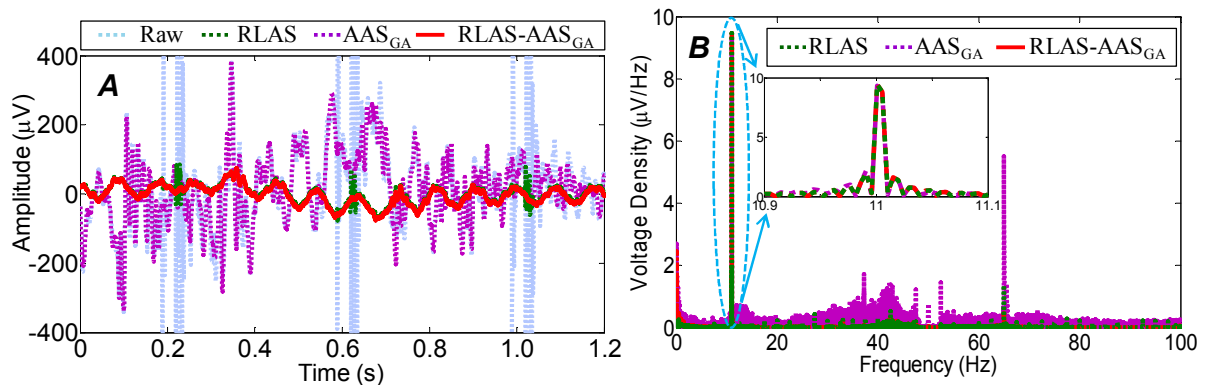 Raw RLAS AAS_GA RLAS-AAS_GA
A
400
200
0
-200
-400
Amplitude (µV)
0 0.2 0.4 0.6 0.8 1.0 1.2
Time (s)
B
RLAS AAS_GA RLAS-AAS_GA
10
8
6
4
2
0
Voltage Density (µV/Hz)
10
5
10.9 11 11.1
0 20 40 60 80 100
Frequency (Hz)